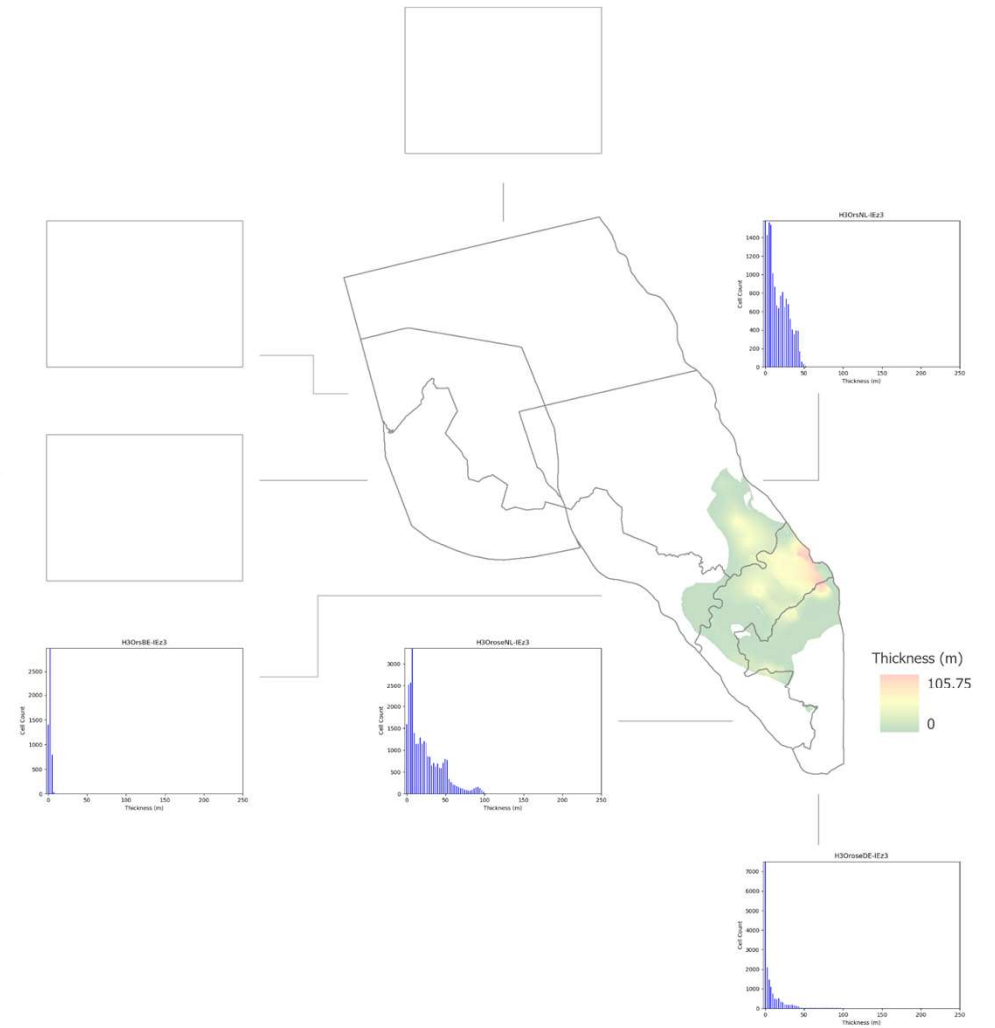 H3OrsNL-IEz3
Cell Count
1400
1200
1000
800
600
400
200
0
0 50 100 150 200 250
Thickness (m)
H3OrsBE-IEz3
Cell Count
2500
2000
1500
1000
500
0
0 50 100 150 200 250
Thickness (m)
H3OroseNL-IEz3
Cell Count
3000
2500
2000
1500
1000
500
0
0 50 100 150 200 250
Thickness (m)
Thickness (m)
105.75
0
H3OroseDE-IEz3
Cell Count
7000
6000
5000
4000
3000
2000
1000
0
0 50 100 150 200 250
Thickness (m)